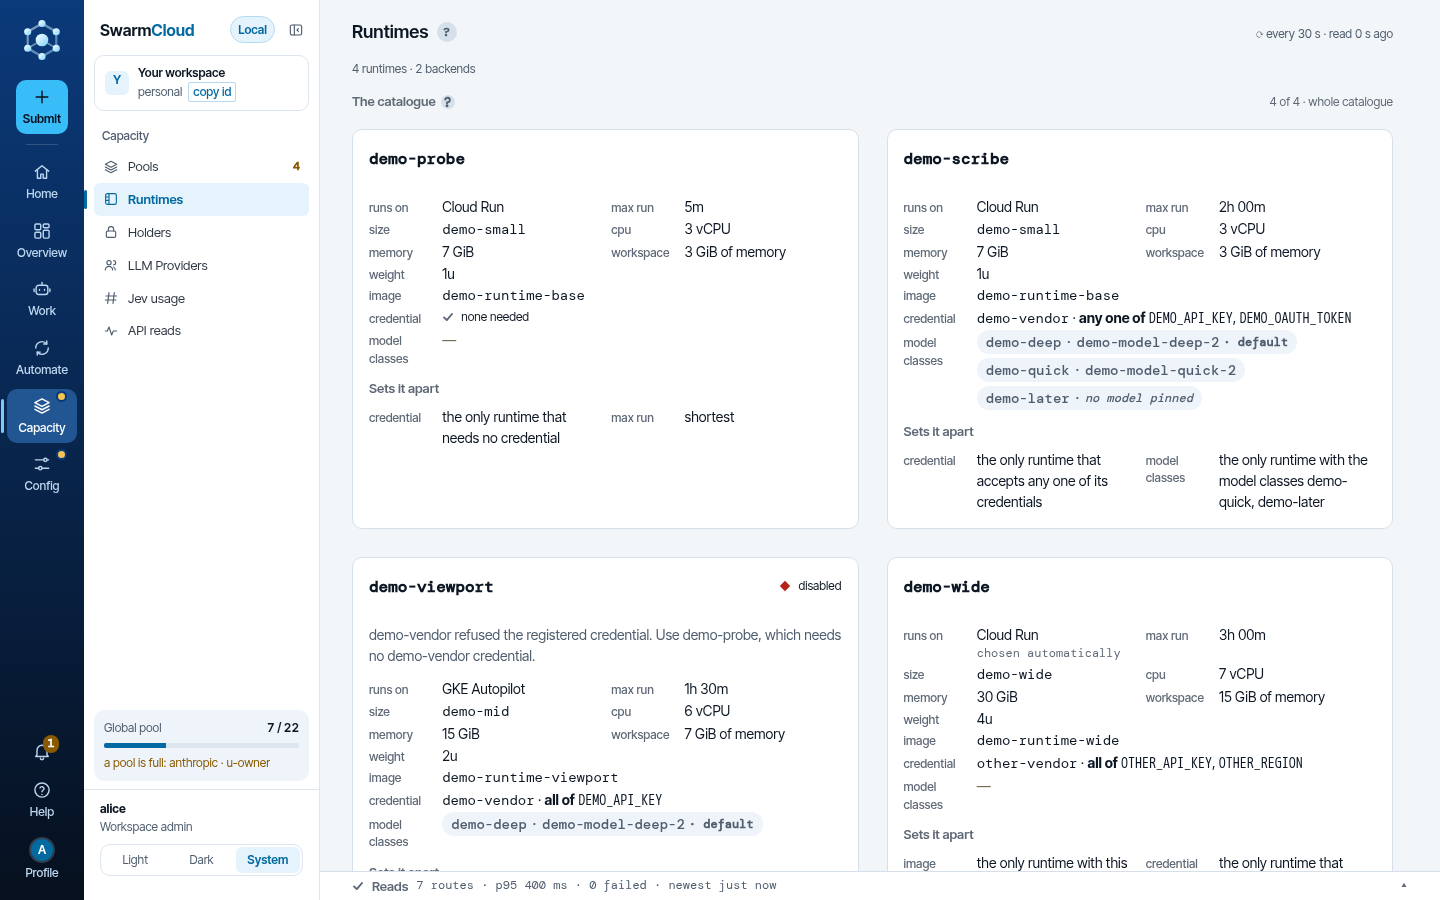 Submit
Home
Overview
Work
Automate
Capacity
Config
1
Help
A
Profile
SwarmCloud
Local
Y
Your workspace
personal copy id
Capacity
Pools 4
Runtimes
Holders
LLM Providers
Jev usage
API reads
Global pool 7 / 22
a pool is full: anthropic · u-owner
alice
Workspace admin
Light Dark System
Runtimes ?
every 30 s · read 0 s ago
4 runtimes · 2 backends
The catalogue ?
4 of 4 · whole catalogue
demo-probe
runs on Cloud Run max run 5m
size demo-small cpu 3 vCPU
memory 7 GiB workspace 3 GiB of memory
weight 1u
image demo-runtime-base
credential none needed
model classes —
Sets it apart
credential the only runtime that needs no credential
max run shortest
demo-scribe
runs on Cloud Run max run 2h 00m
size demo-small cpu 3 vCPU
memory 7 GiB workspace 3 GiB of memory
weight 1u
image demo-runtime-base
credential demo-vendor · any one of DEMO_API_KEY, DEMO_OAUTH_TOKEN
model classes demo-deep · demo-model-deep-2 · default
demo-quick · demo-model-quick-2
demo-later · no model pinned
Sets it apart
credential the only runtime that accepts any one of its credentials
model classes the only runtime with the model classes demo-quick, demo-later
demo-viewport
disabled
demo-vendor refused the registered credential. Use demo-probe, which needs
no demo-vendor credential.
runs on GKE Autopilot max run 1h 30m
size demo-mid cpu 6 vCPU
memory 15 GiB workspace 7 GiB of memory
weight 2u
image demo-runtime-viewport
credential demo-vendor · all of DEMO_API_KEY
model classes demo-deep · demo-model-deep-2 · default
Sets it apart
demo-wide
runs on Cloud Run max run 3h 00m
chosen automatically
size demo-wide cpu 7 vCPU
memory 30 GiB workspace 15 GiB of memory
weight 4u
image demo-runtime-wide
credential other-vendor · all of OTHER_API_KEY, OTHER_REGION
model classes —
Sets it apart
image the only runtime with this credential the only runtime that
Reads 7 routes · p95 400 ms · 0 failed · newest just now